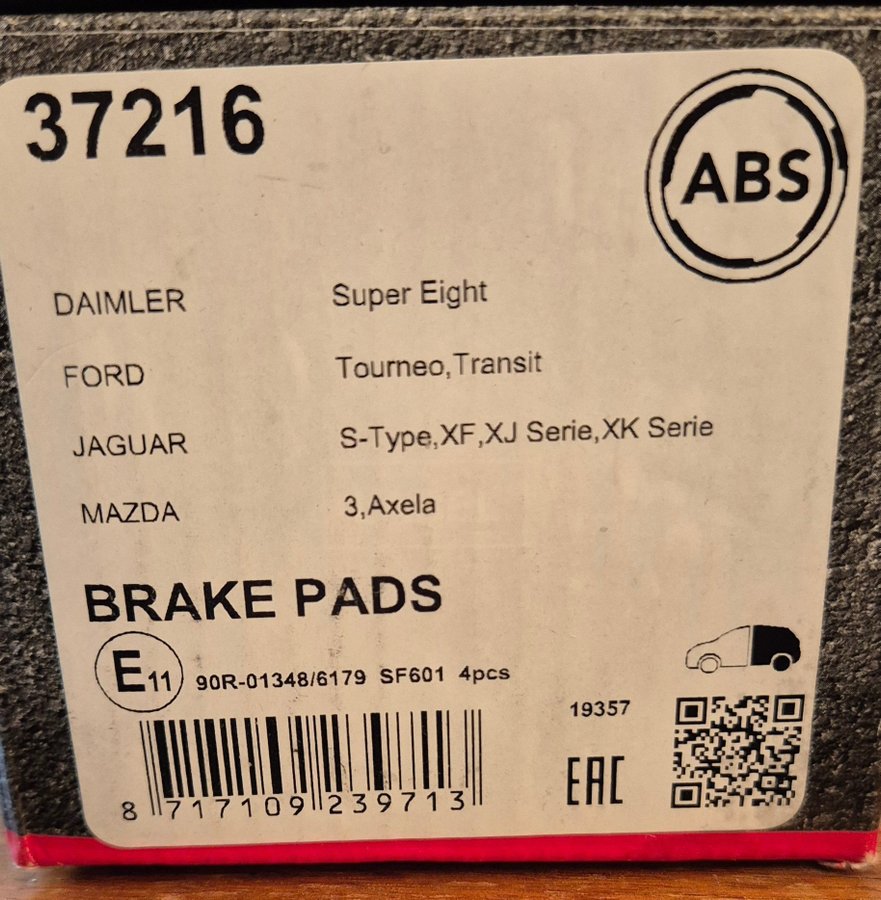 37216
ABS
DAIMLER Super Eight
FORD Tourneo,Transit
JAGUAR S-Type,XF,XJ Serie,XK Serie
MAZDA 3,Axela
BRAKE PADS
E11 90R-01348/6179 SF601 4pcs
19357
8 717109 239713
EAC